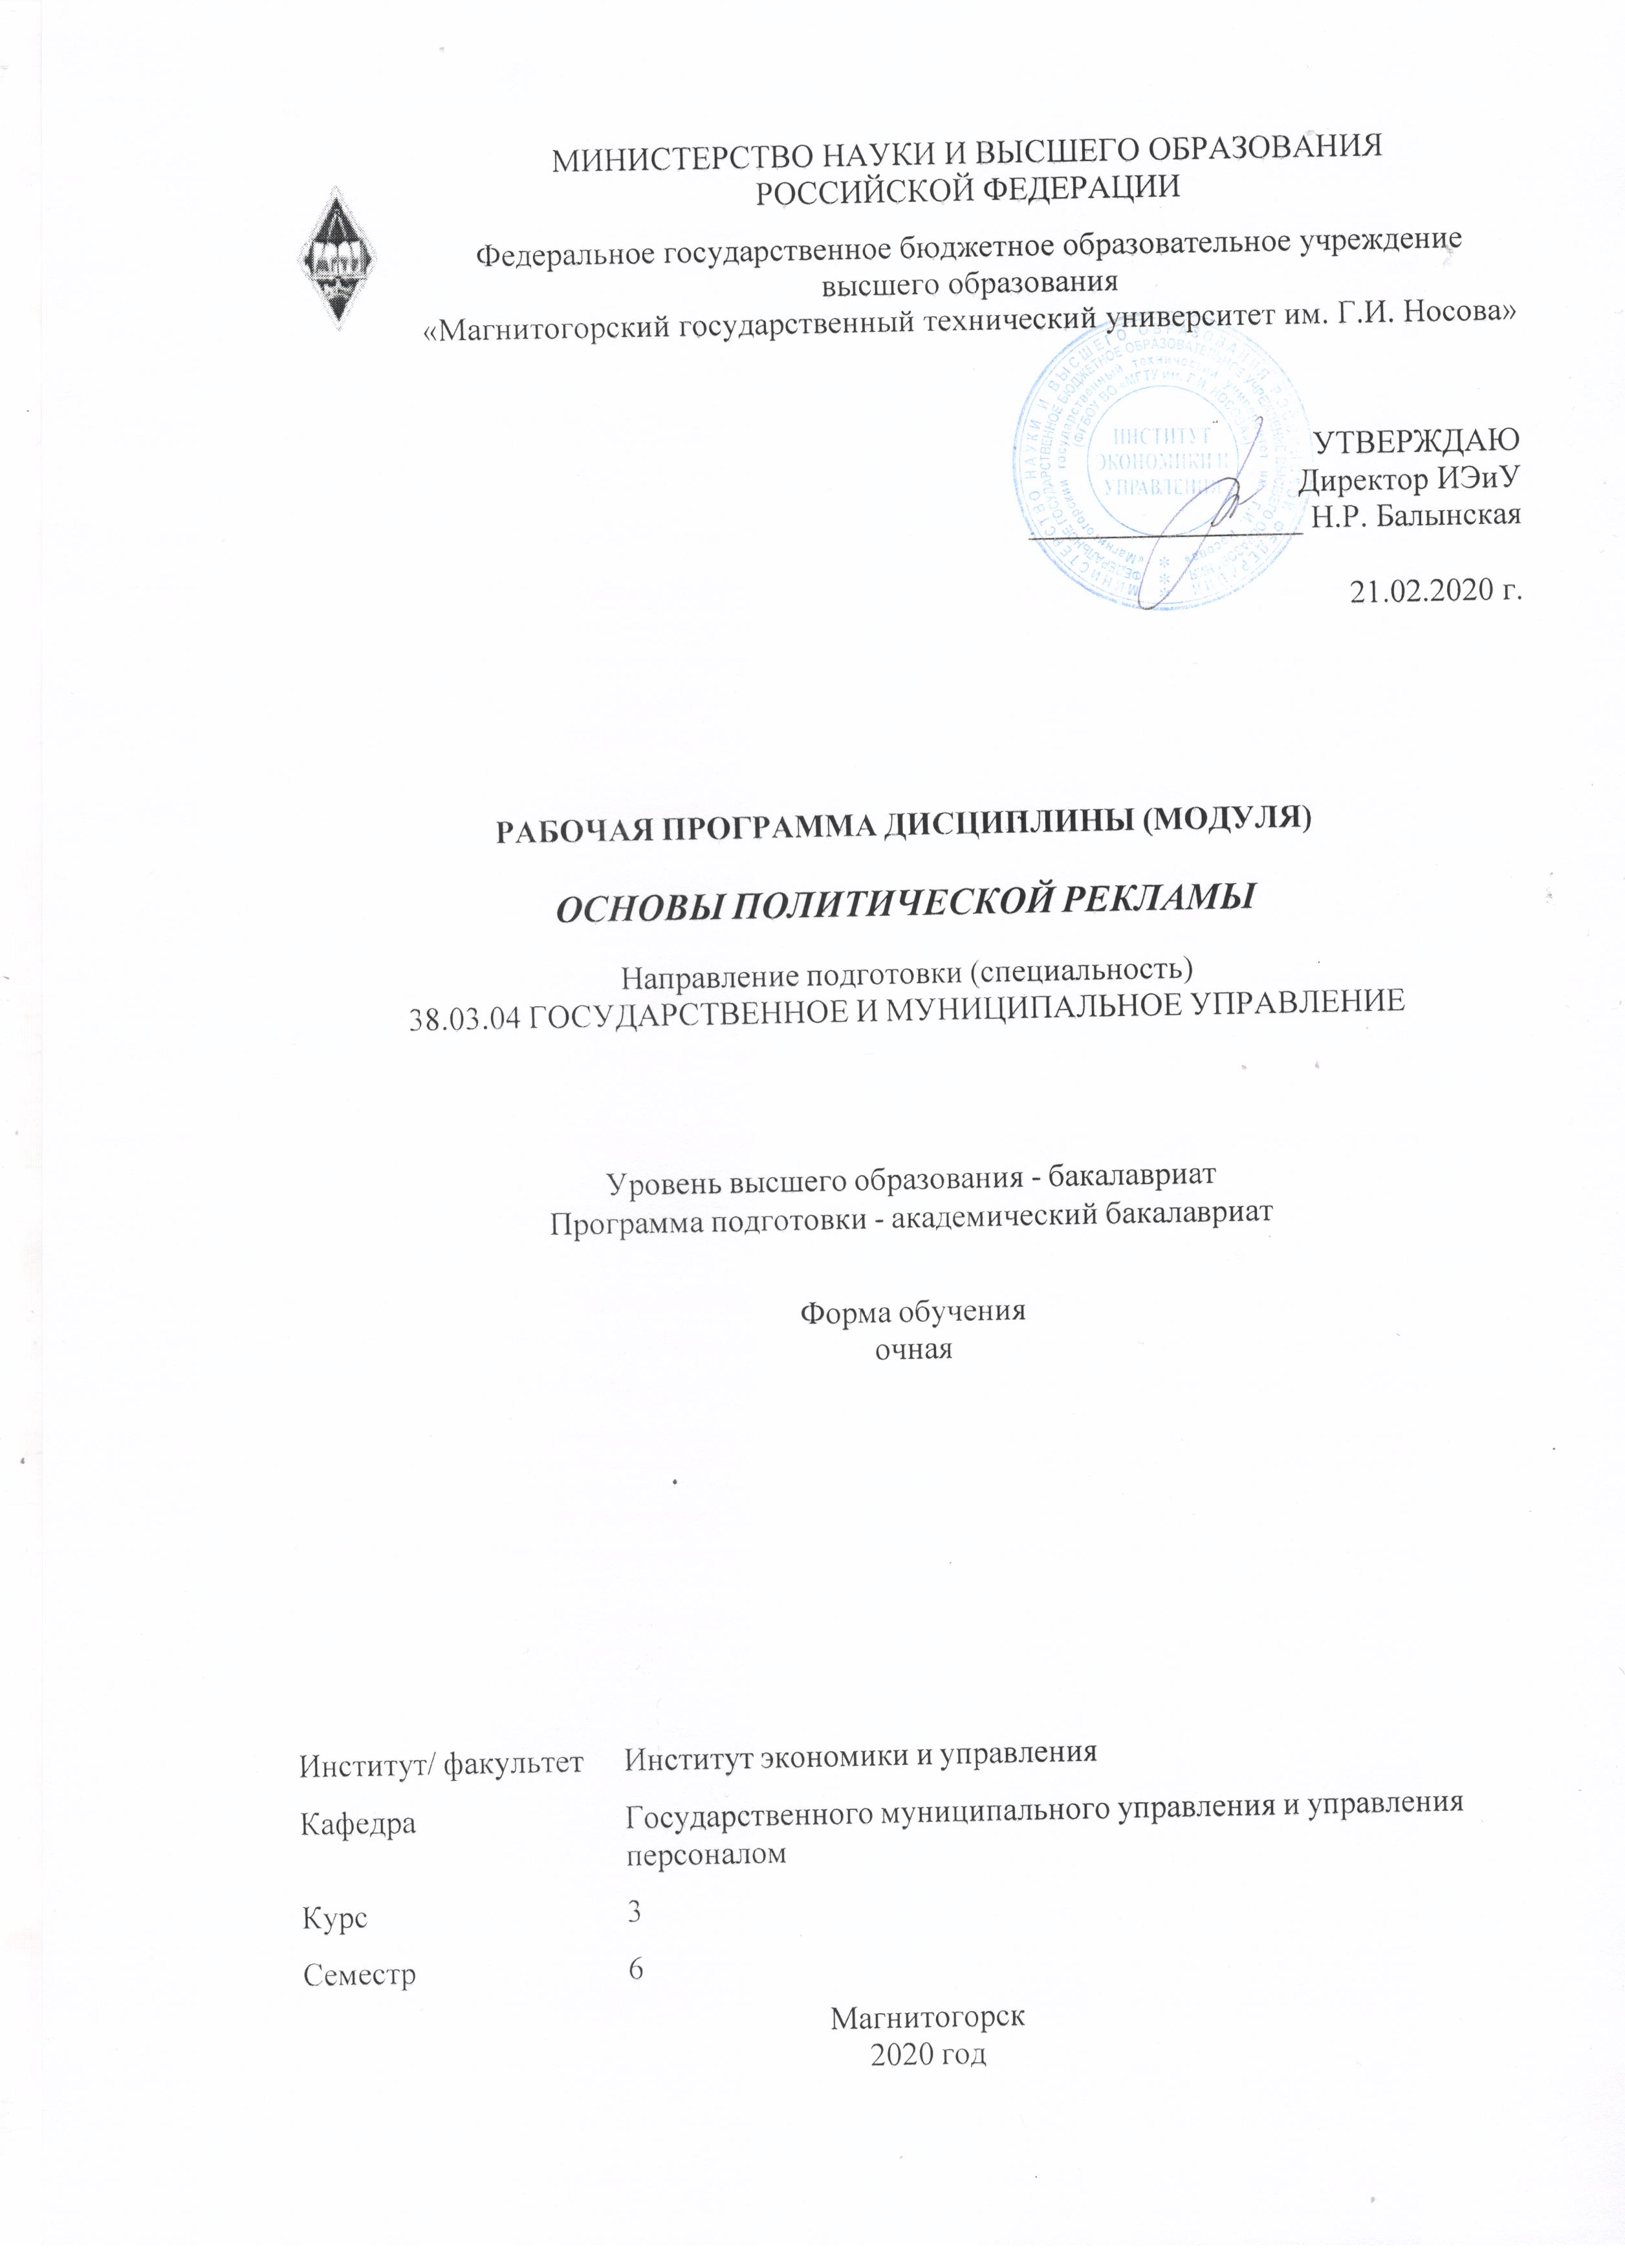 МИНИСТЕРСТВО НАУКИ И ВЫСШЕГО ОБРАЗОВАНИЯ
РОССИЙСКОЙ ФЕДЕРАЦИИ
Федеральное государственное бюджетное образовательное учреждение
высшего образования
«Магнитогорский государственный технический университет им. Г.И. Носова»
ИНСТИТУТ
ЭКОНОМИКИ И
УПРАВЛЕНИЯ
УТВЕРЖДАЮ
Директор ИЭиУ
Н.Р. Балынская
21.02.2020 г.
РАБОЧАЯ ПРОГРАММА ДИСЦИПЛИНЫ (МОДУЛЯ)
ОСНОВЫ ПОЛИТИЧЕСКОЙ РЕКЛАМЫ
Направление подготовки (специальность)
38.03.04 ГОСУДАРСТВЕННОЕ И МУНИЦИПАЛЬНОЕ УПРАВЛЕНИЕ
Уровень высшего образования - бакалавриат
Программа подготовки - академический бакалавриат
Форма обучения
очная
Институт/ факультет Институт экономики и управления
Кафедра Государственного муниципального управления и управления
персоналом
Курс 3
Семестр 6
Магнитогорск
2020 год